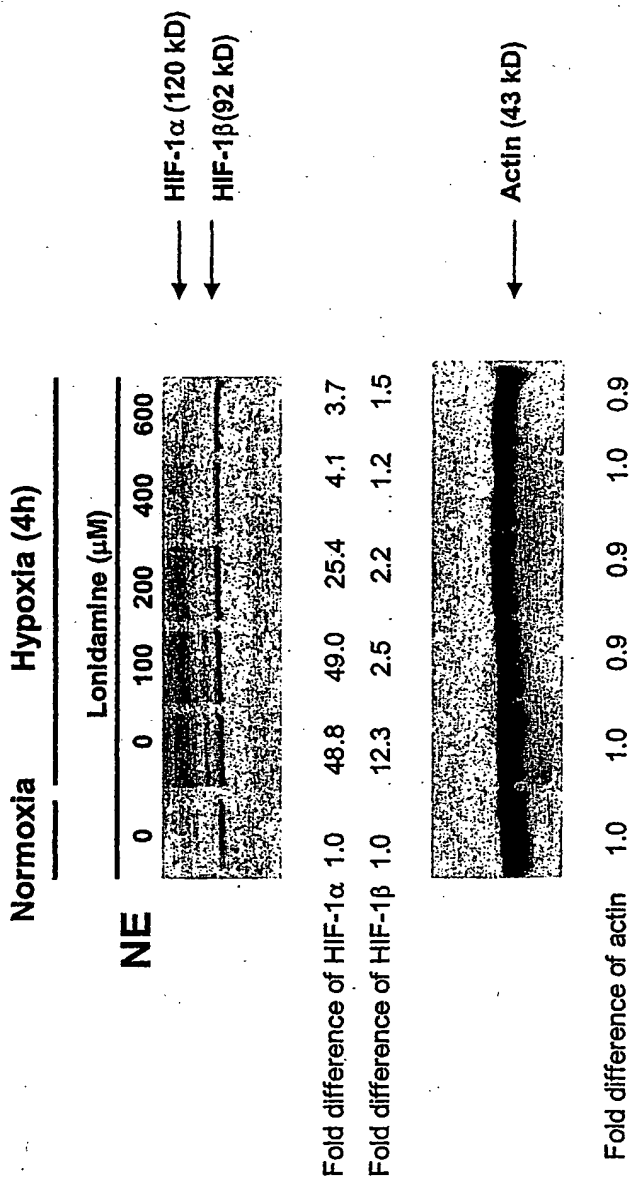 Normoxia Hypoxia (4h)
Lonidamine (μM)
NE 0 0 100 200 400 600
HIF-1α (120 kD)
HIF-1β(92 kD)
Fold difference of HIF-1α 1.0 48.8 49.0 25.4 4.1 3.7
Fold difference of HIF-1β 1.0 12.3 2.5 2.2 1.2 1.5
Actin (43 kD)
Fold difference of actin 1.0 1.0 0.9 0.9 1.0 0.9